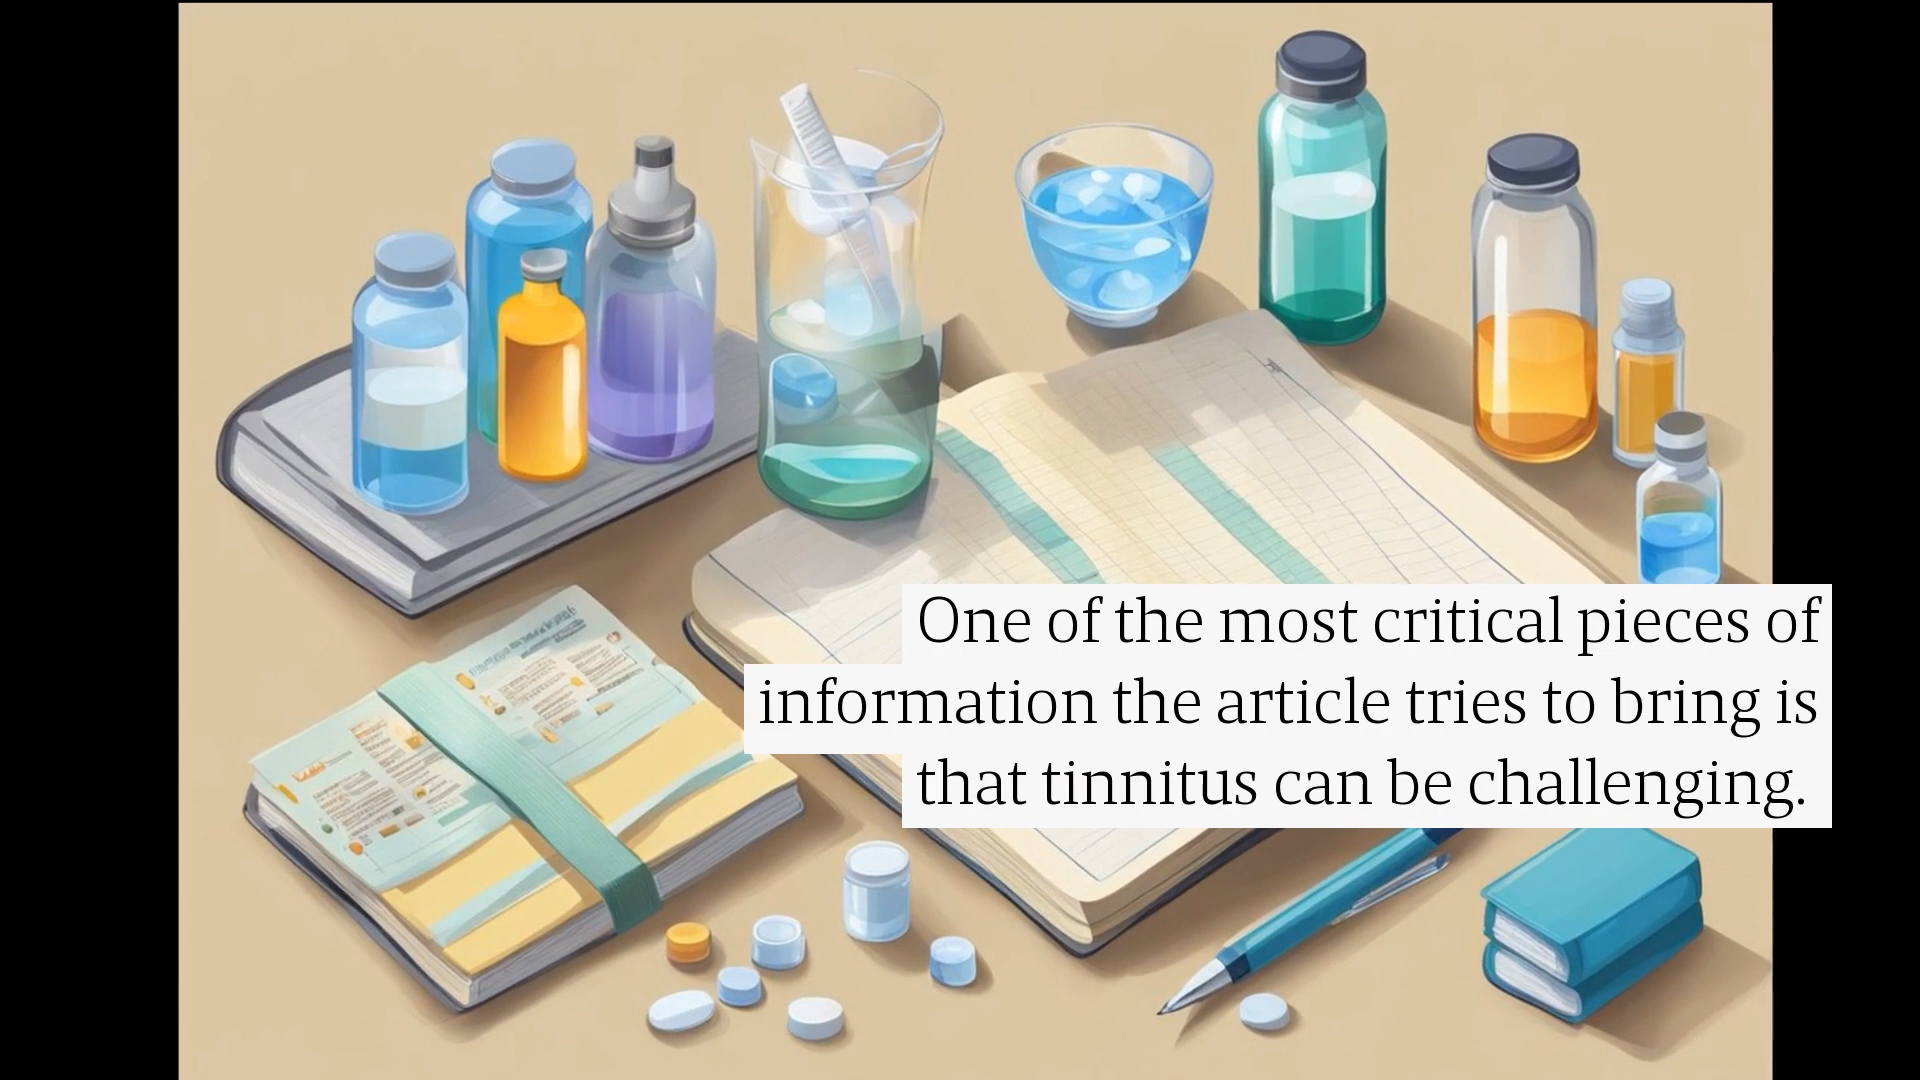 One of the most critical pieces of
information the article tries to bring is
that tinnitus can be challenging.